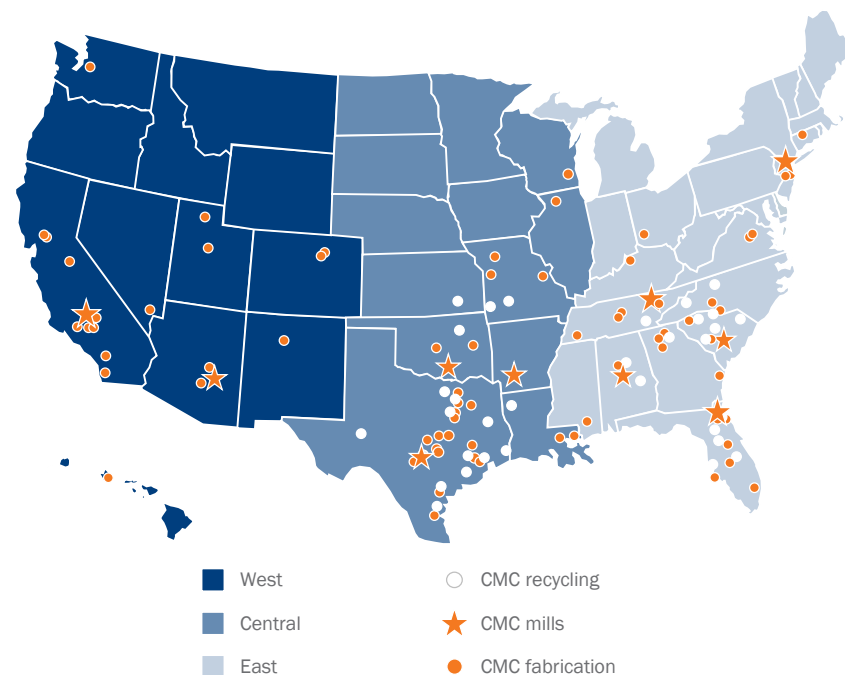 West
CMC recycling
Central
CMC mills
East
CMC fabrication